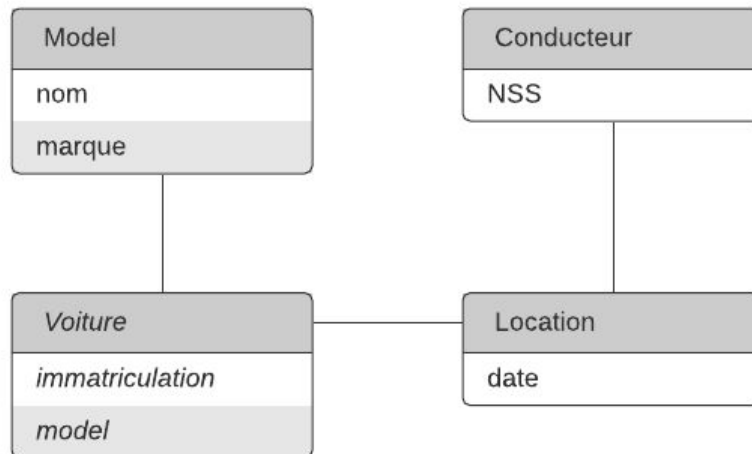 Model
nom
marque
Conducteur
NSS
Voiture
immatriculation
model
Location
date